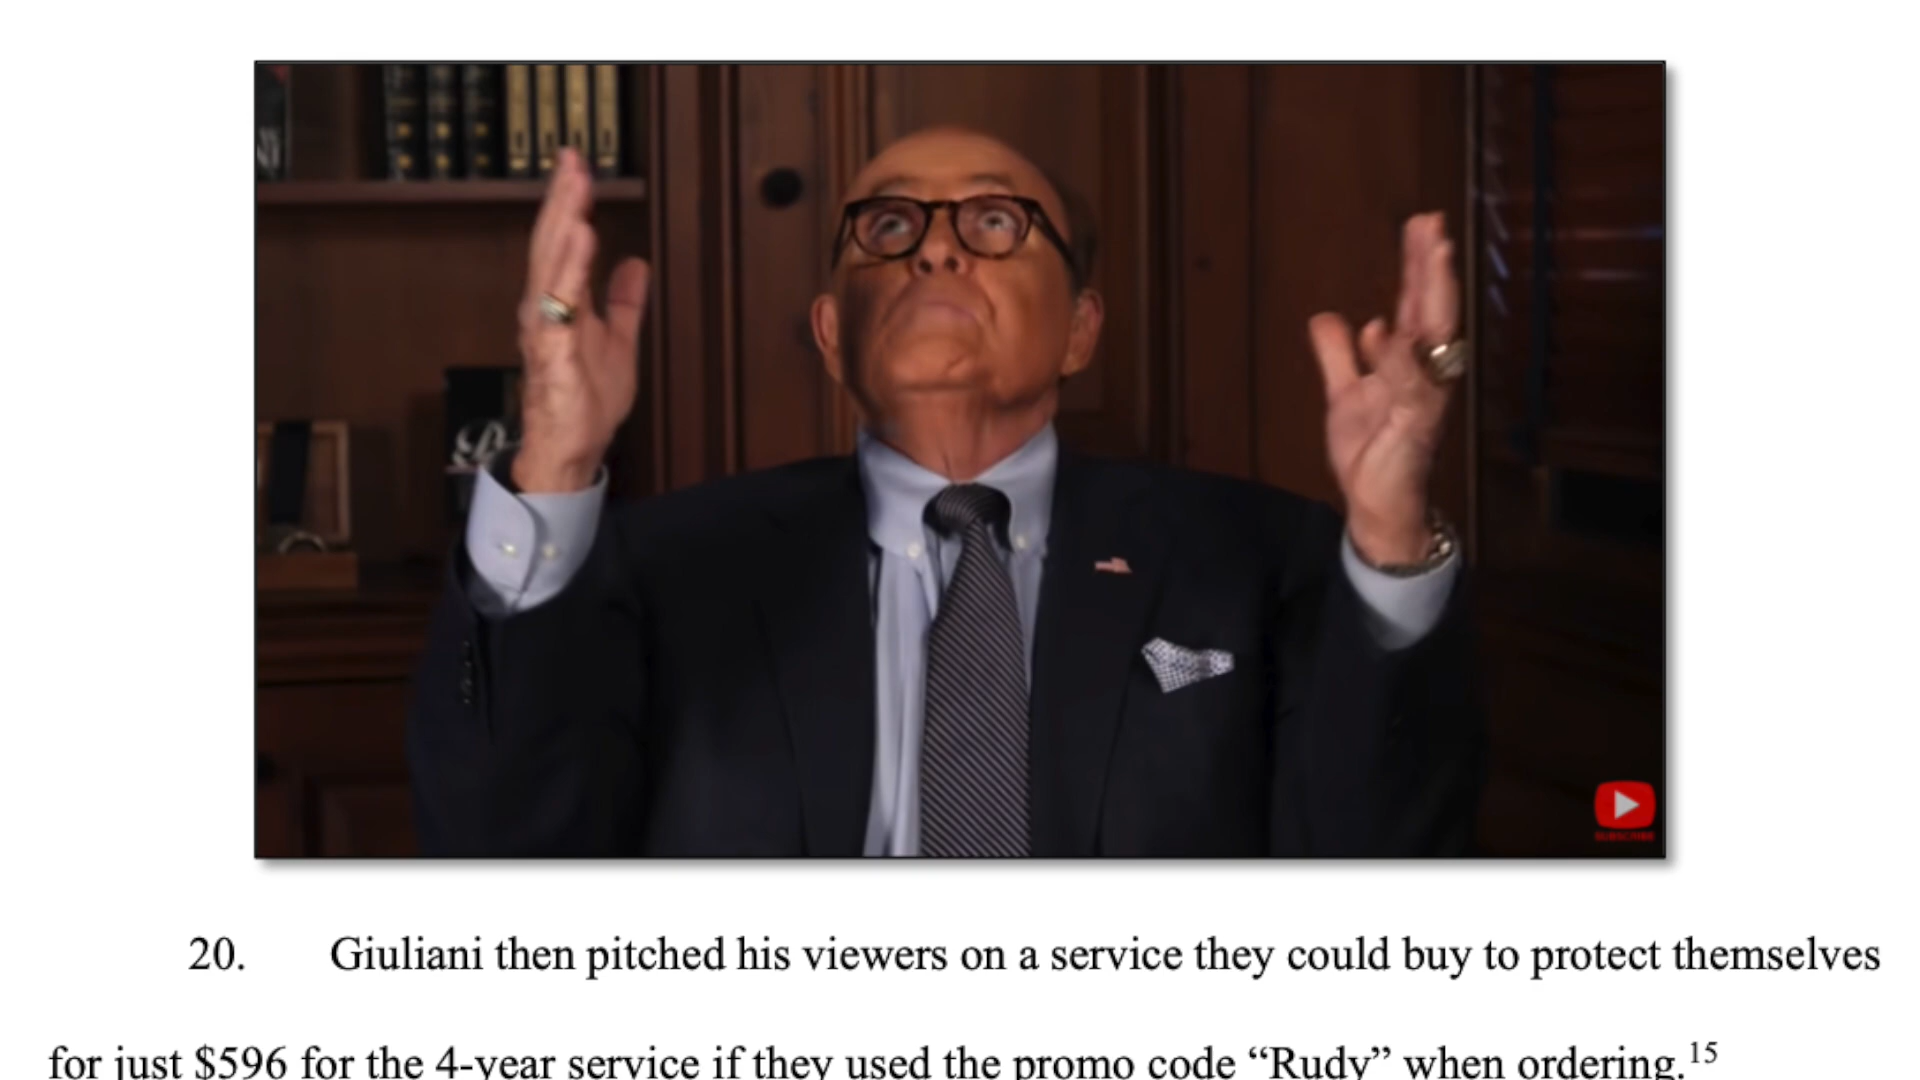 SUBSCRIBE
20. Giuliani then pitched his viewers on a service they could buy to protect themselves
for just $596 for the 4-year service if they used the promo code “Rudy” when ordering.15